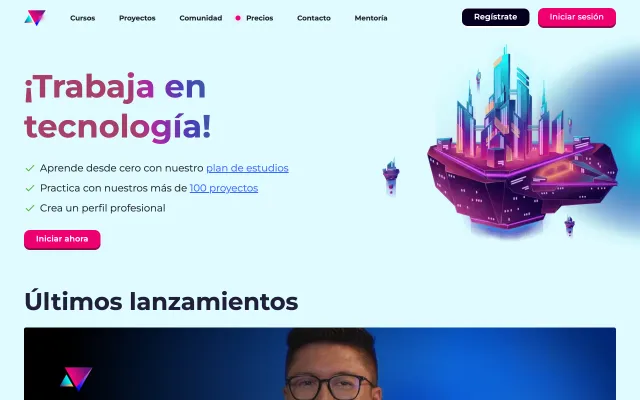 Cursos Proyectos Comunidad Precios Contacto Mentoría Regístrate Iniciar sesión
¡Trabaja en
tecnología!
Aprende desde cero con nuestro plan de estudios
Practica con nuestros más de 100 proyectos
Crea un perfil profesional
Iniciar ahora
Últimos lanzamientos